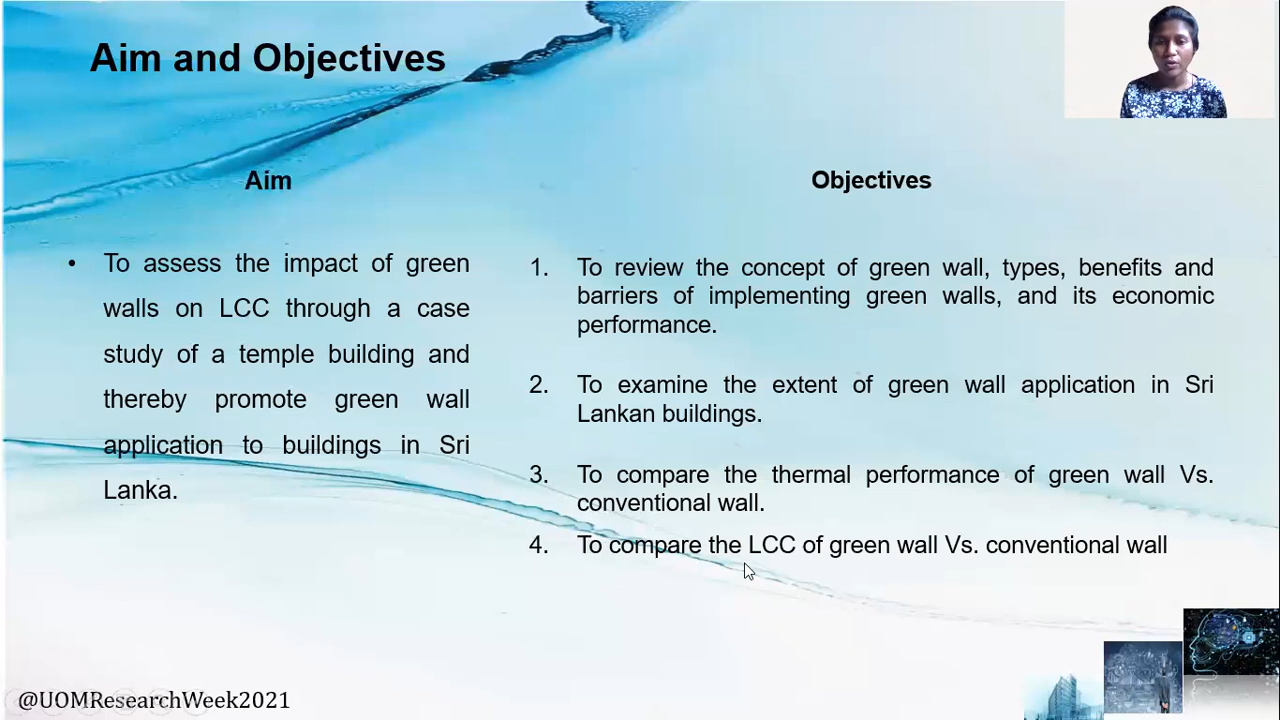 Aim and Objectives
Aim
• To assess the impact of green
walls on LCC through a case
study of a temple building and
thereby promote green wall
application to buildings in Sri
Lanka.
Objectives
1. To review the concept of green wall, types, benefits and
barriers of implementing green walls, and its economic
performance.
2. To examine the extent of green wall application in Sri
Lankan buildings.
3. To compare the thermal performance of green wall Vs.
conventional wall.
4. To compare the LCC of green wall Vs. conventional wall
@UOMResearchWeek2021